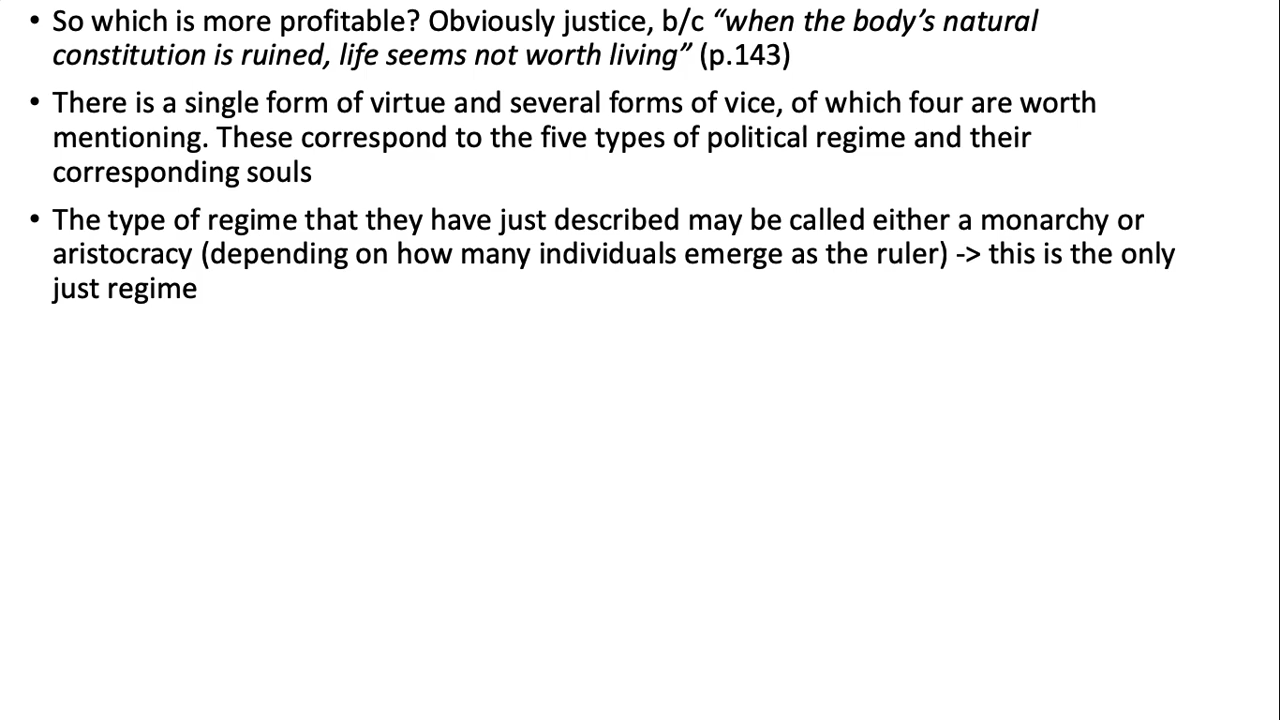 • So which is more profitable? Obviously justice, b/c “when the body’s natural
constitution is ruined, life seems not worth living” (p.143)
• There is a single form of virtue and several forms of vice, of which four are worth
mentioning. These correspond to the five types of political regime and their
corresponding souls
• The type of regime that they have just described may be called either a monarchy or
aristocracy (depending on how many individuals emerge as the ruler) -> this is the only
just regime